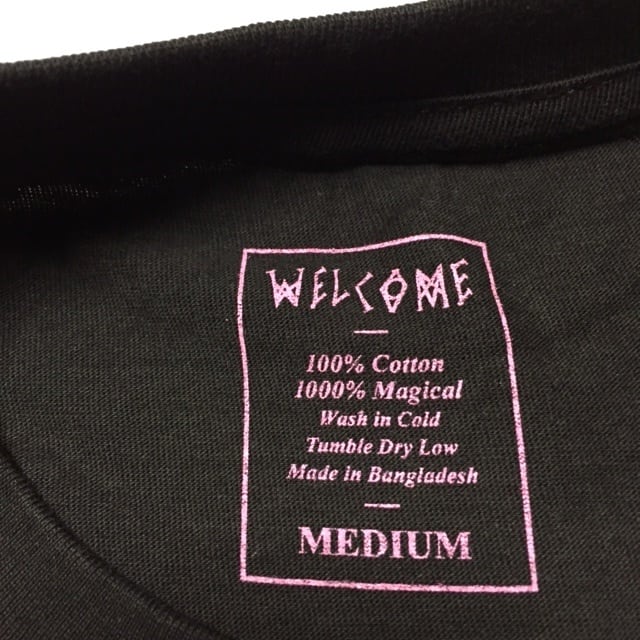 WELCOME
100% Cotton
1000% Magical
Wash in Cold
Tumble Dry Low
Made in Bangladesh
MEDIUM